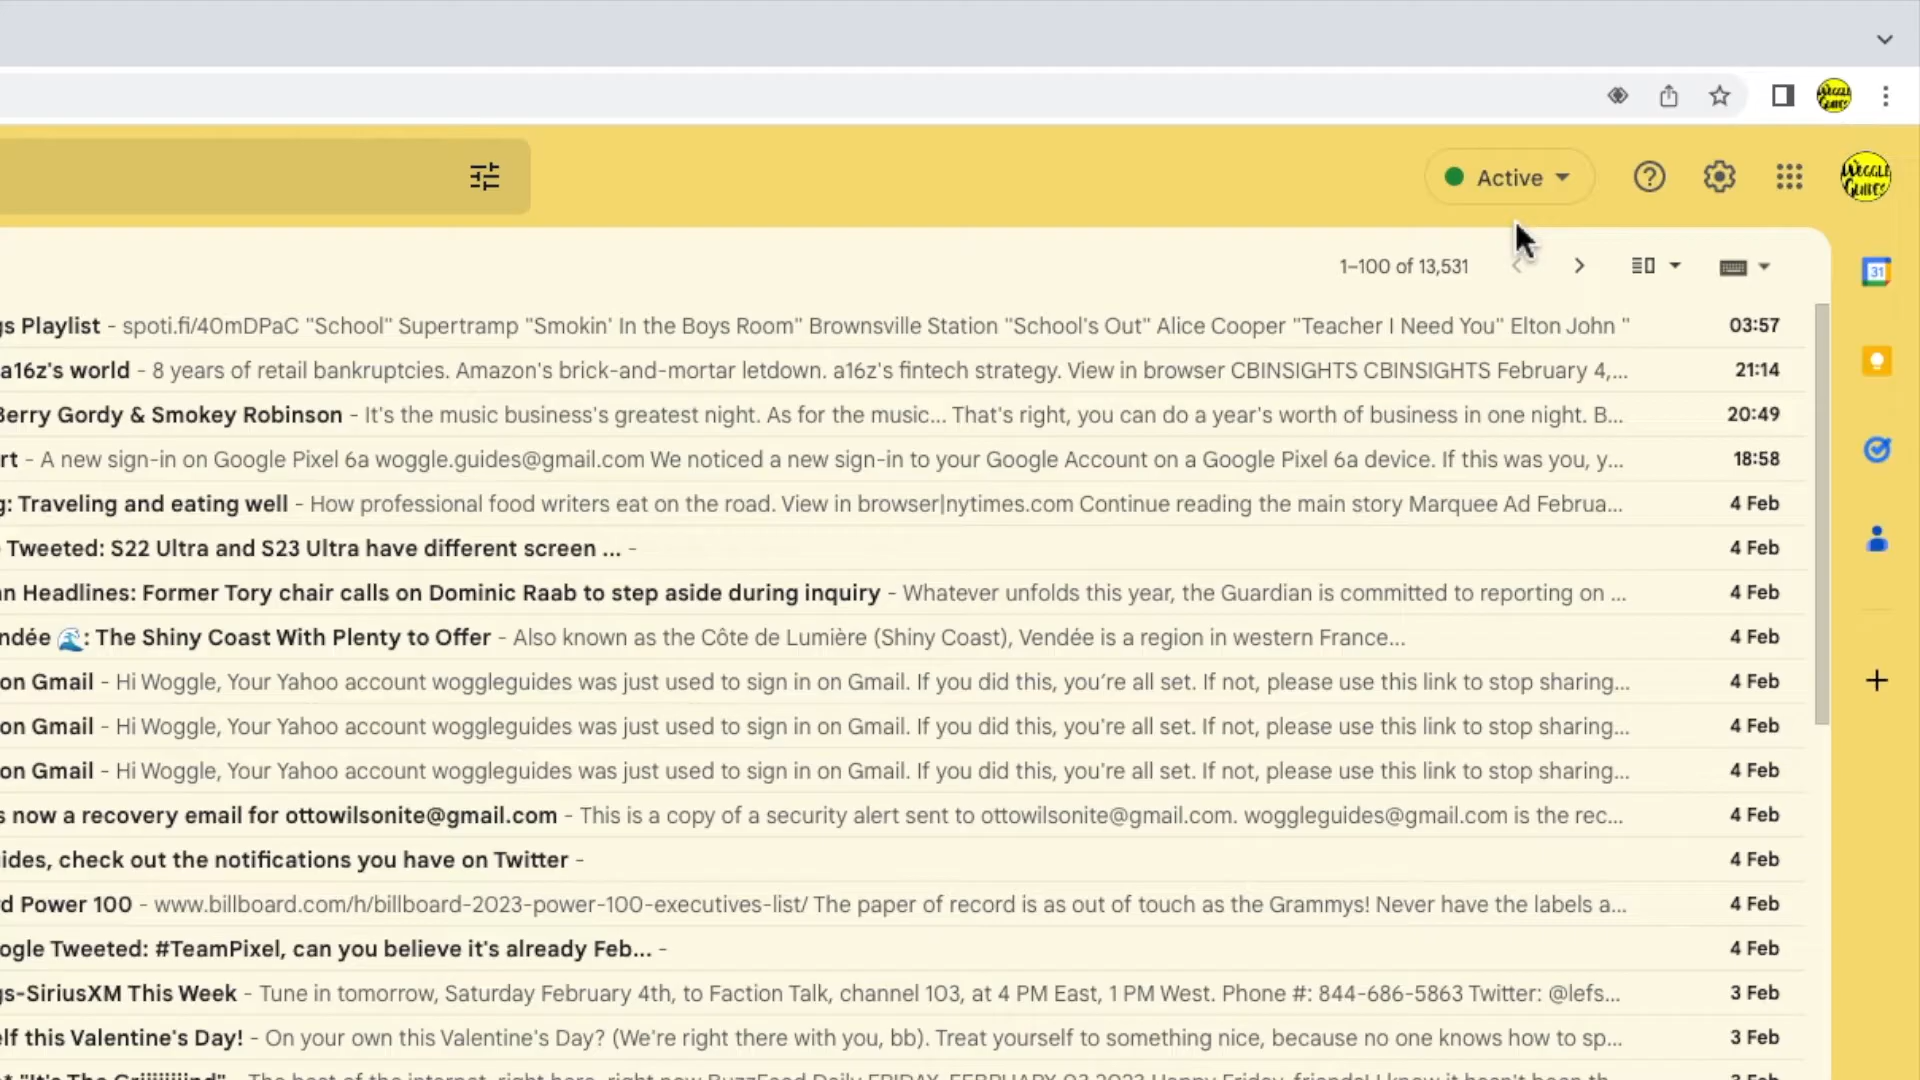 Active
WOGGLE GUIDES
1–100 of 13,531
31
gs Playlist - spoti.fi/40mDPaC "School" Supertramp "Smokin' In the Boys Room" Brownsville Station "School's Out" Alice Cooper "Teacher I Need You" Elton John " 03:57
a16z's world - 8 years of retail bankruptcies. Amazon's brick-and-mortar letdown. a16z's fintech strategy. View in browser CBINSIGHTS CBINSIGHTS February 4,... 21:14
Berry Gordy & Smokey Robinson - It's the music business's greatest night. As for the music... That's right, you can do a year's worth of business in one night. B... 20:49
rt - A new sign-in on Google Pixel 6a woggle.guides@gmail.com We noticed a new sign-in to your Google Account on a Google Pixel 6a device. If this was you, y... 18:58
g: Traveling and eating well - How professional food writers eat on the road. View in browser|nytimes.com Continue reading the main story Marquee Ad Februa... 4 Feb
Tweeted: S22 Ultra and S23 Ultra have different screen ... - 4 Feb
an Headlines: Former Tory chair calls on Dominic Raab to step aside during inquiry - Whatever unfolds this year, the Guardian is committed to reporting on ... 4 Feb
ndée 🌊: The Shiny Coast With Plenty to Offer - Also known as the Côte de Lumière (Shiny Coast), Vendée is a region in western France... 4 Feb
on Gmail - Hi Woggle, Your Yahoo account woggleguides was just used to sign in on Gmail. If you did this, you’re all set. If not, please use this link to stop sharing... 4 Feb
on Gmail - Hi Woggle, Your Yahoo account woggleguides was just used to sign in on Gmail. If you did this, you're all set. If not, please use this link to stop sharing... 4 Feb
on Gmail - Hi Woggle, Your Yahoo account woggleguides was just used to sign in on Gmail. If you did this, you're all set. If not, please use this link to stop sharing... 4 Feb
s now a recovery email for ottowilsonite@gmail.com - This is a copy of a security alert sent to ottowilsonite@gmail.com. woggleguides@gmail.com is the rec... 4 Feb
ides, check out the notifications you have on Twitter - 4 Feb
d Power 100 - www.billboard.com/h/billboard-2023-power-100-executives-list/ The paper of record is as out of touch as the Grammys! Never have the labels a... 4 Feb
ogle Tweeted: #TeamPixel, can you believe it's already Feb... - 4 Feb
gs-SiriusXM This Week - Tune in tomorrow, Saturday February 4th, to Faction Talk, channel 103, at 4 PM East, 1 PM West. Phone #: 844-686-5863 Twitter: @lefs... 3 Feb
elf this Valentine's Day! - On your own this Valentine's Day? (We're right there with you, bb). Treat yourself to something nice, because no one knows how to sp... 3 Feb